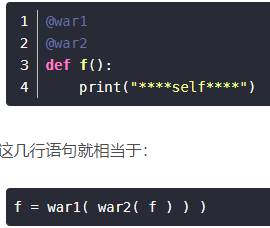 1 @war1
2 @war2
3 def f():
4     print("****self****")
这几行语句就相当于：
f = war1( war2( f ) ) )